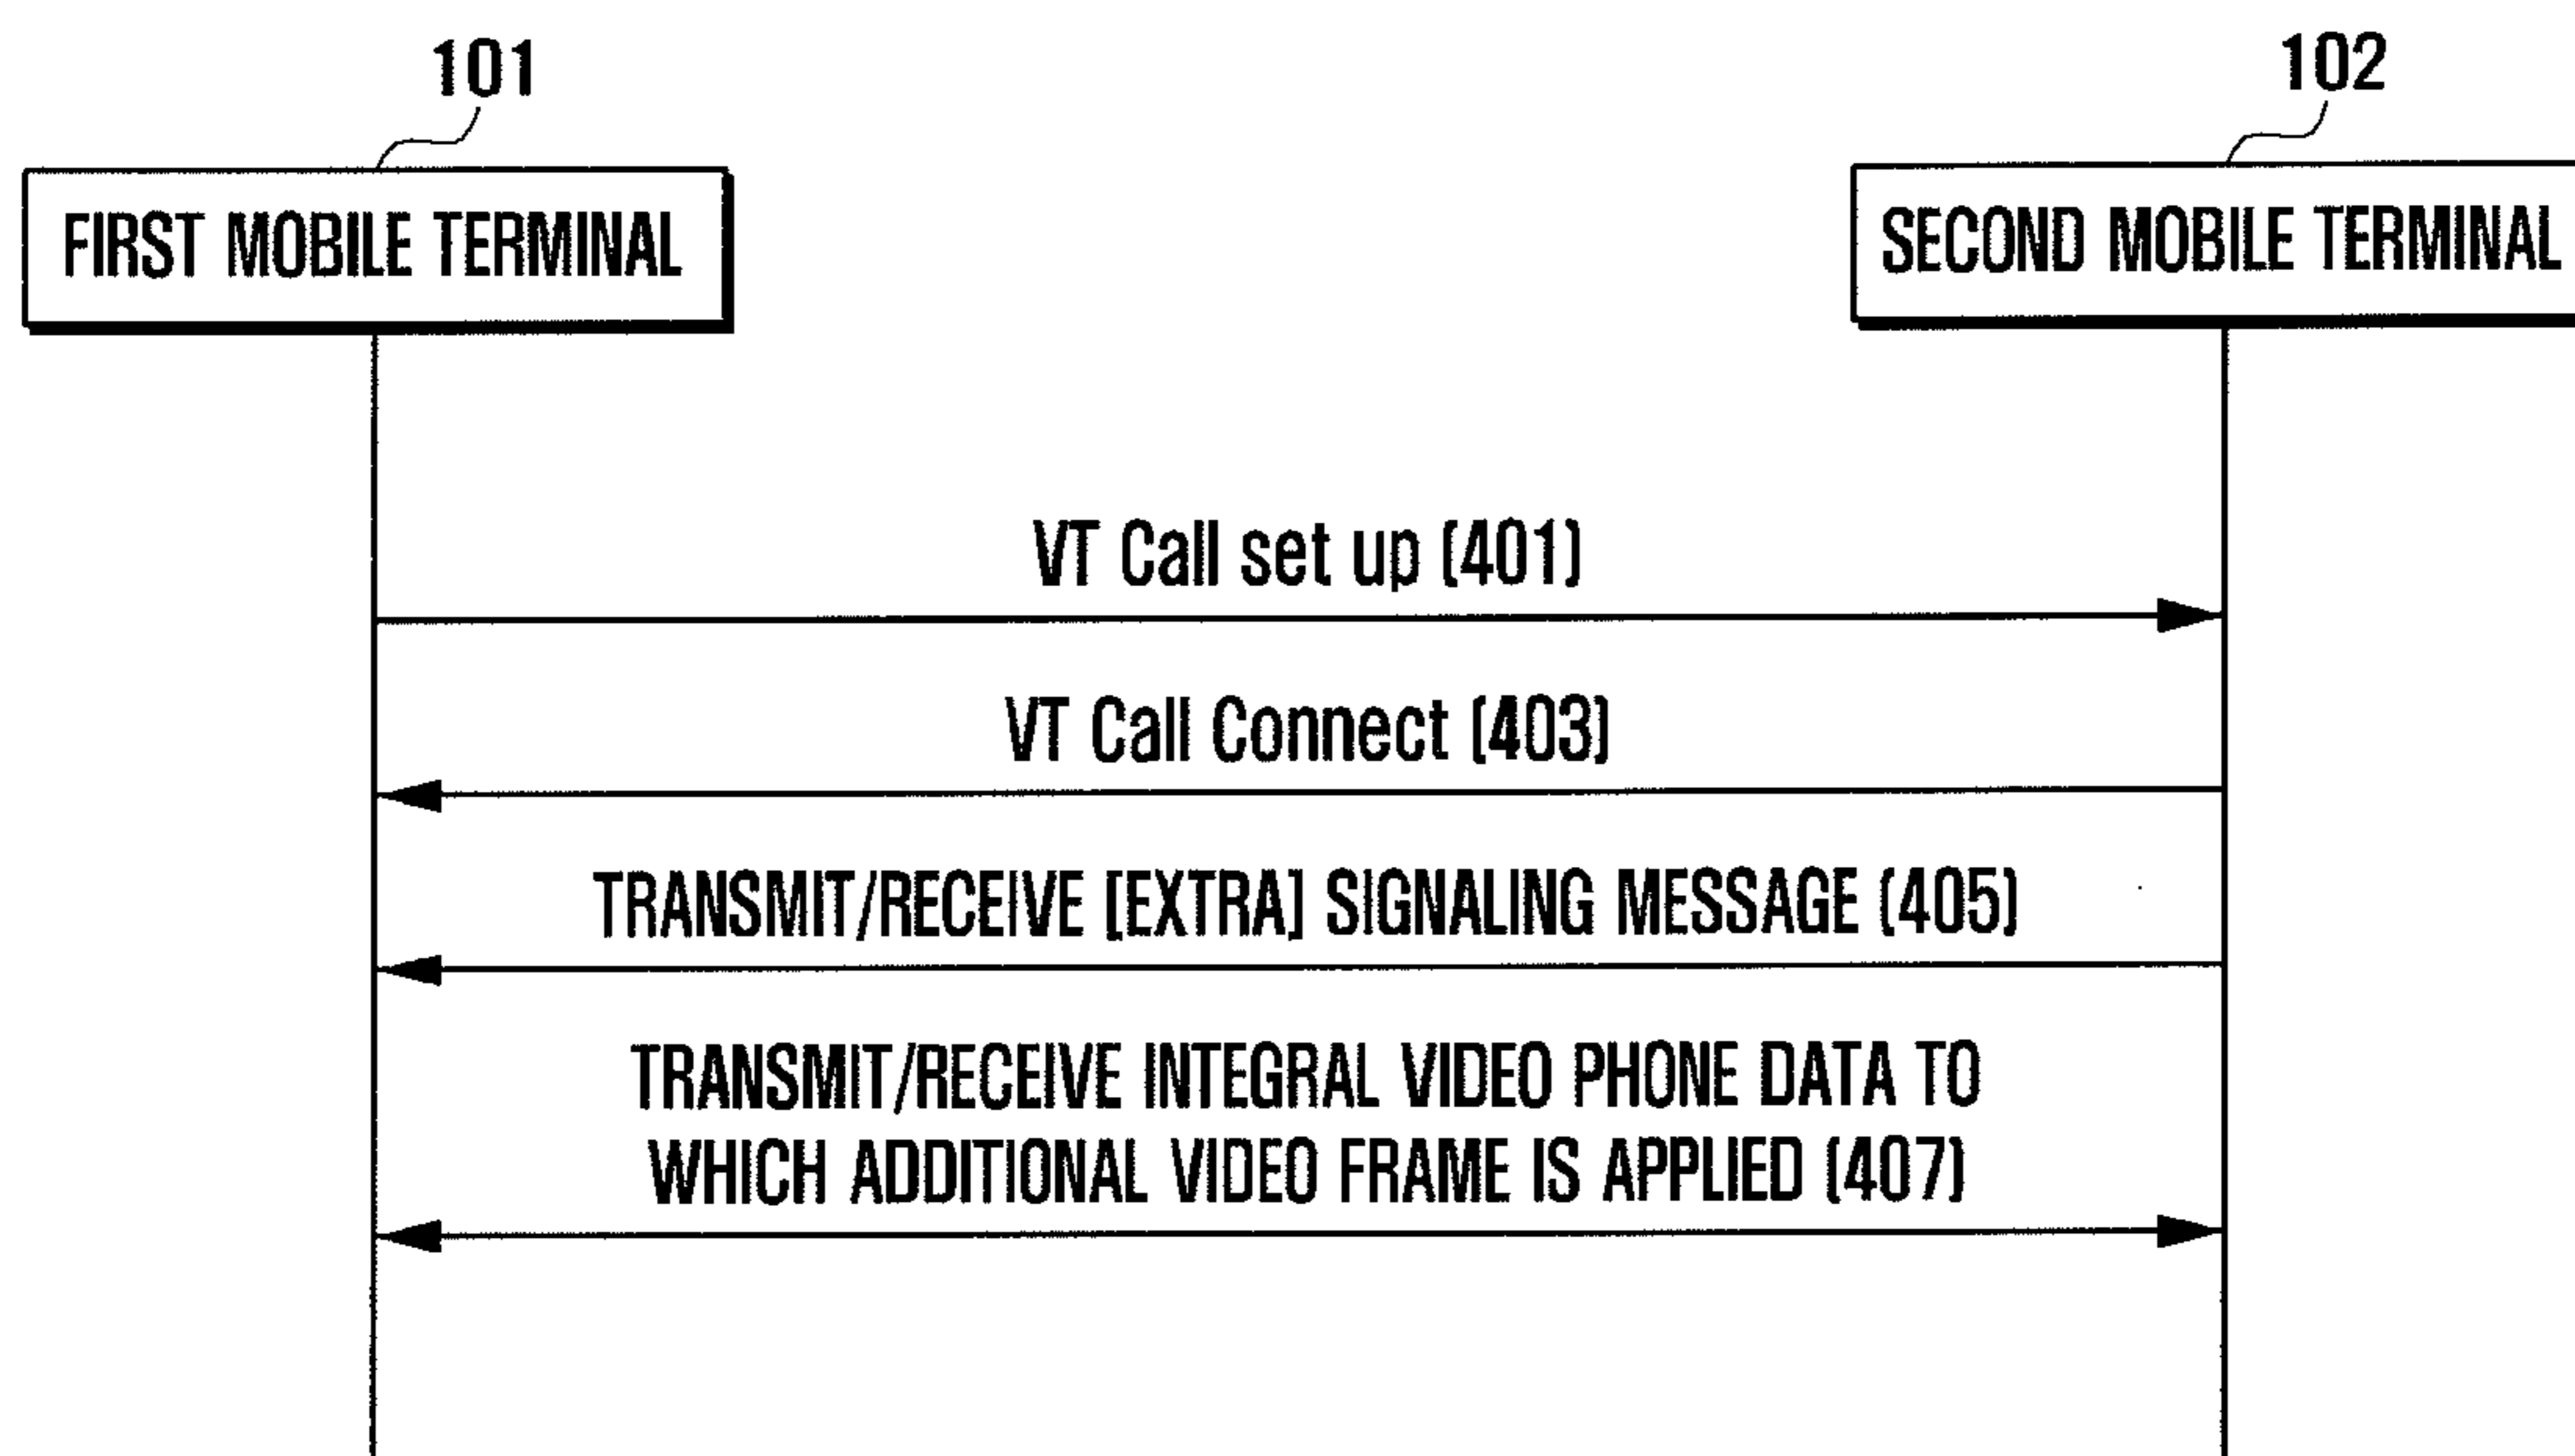 101
102
FIRST MOBILE TERMINAL
SECOND MOBILE TERMINAL
VT Call set up (401)
VT Call Connect (403)
TRANSMIT/RECEIVE [EXTRA] SIGNALING MESSAGE (405)
TRANSMIT/RECEIVE INTEGRAL VIDEO PHONE DATA TO
WHICH ADDITIONAL VIDEO FRAME IS APPLIED (407)